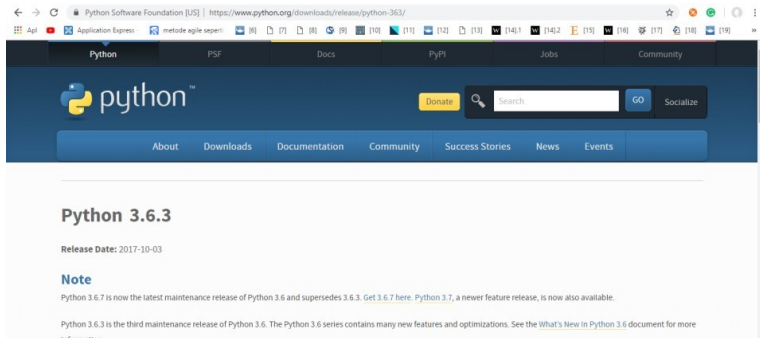 Python Software Foundation [US] | https://www.python.org/downloads/release/python-363/
Apl Application Express metode agile seperti [6] [7] [8] [9] [10] [11] [12] [13] [14].1 [14].2 [15] [16] [17] [18] [19] »
Python PSF Docs PyPI Jobs Community
python™ Donate Search GO Socialize
About Downloads Documentation Community Success Stories News Events
Python 3.6.3
Release Date: 2017-10-03
Note
Python 3.6.7 is now the latest maintenance release of Python 3.6 and supersedes 3.6.3. Get 3.6.7 here. Python 3.7, a newer feature release, is now also available.
Python 3.6.3 is the third maintenance release of Python 3.6. The Python 3.6 series contains many new features and optimizations. See the What's New In Python 3.6 document for more